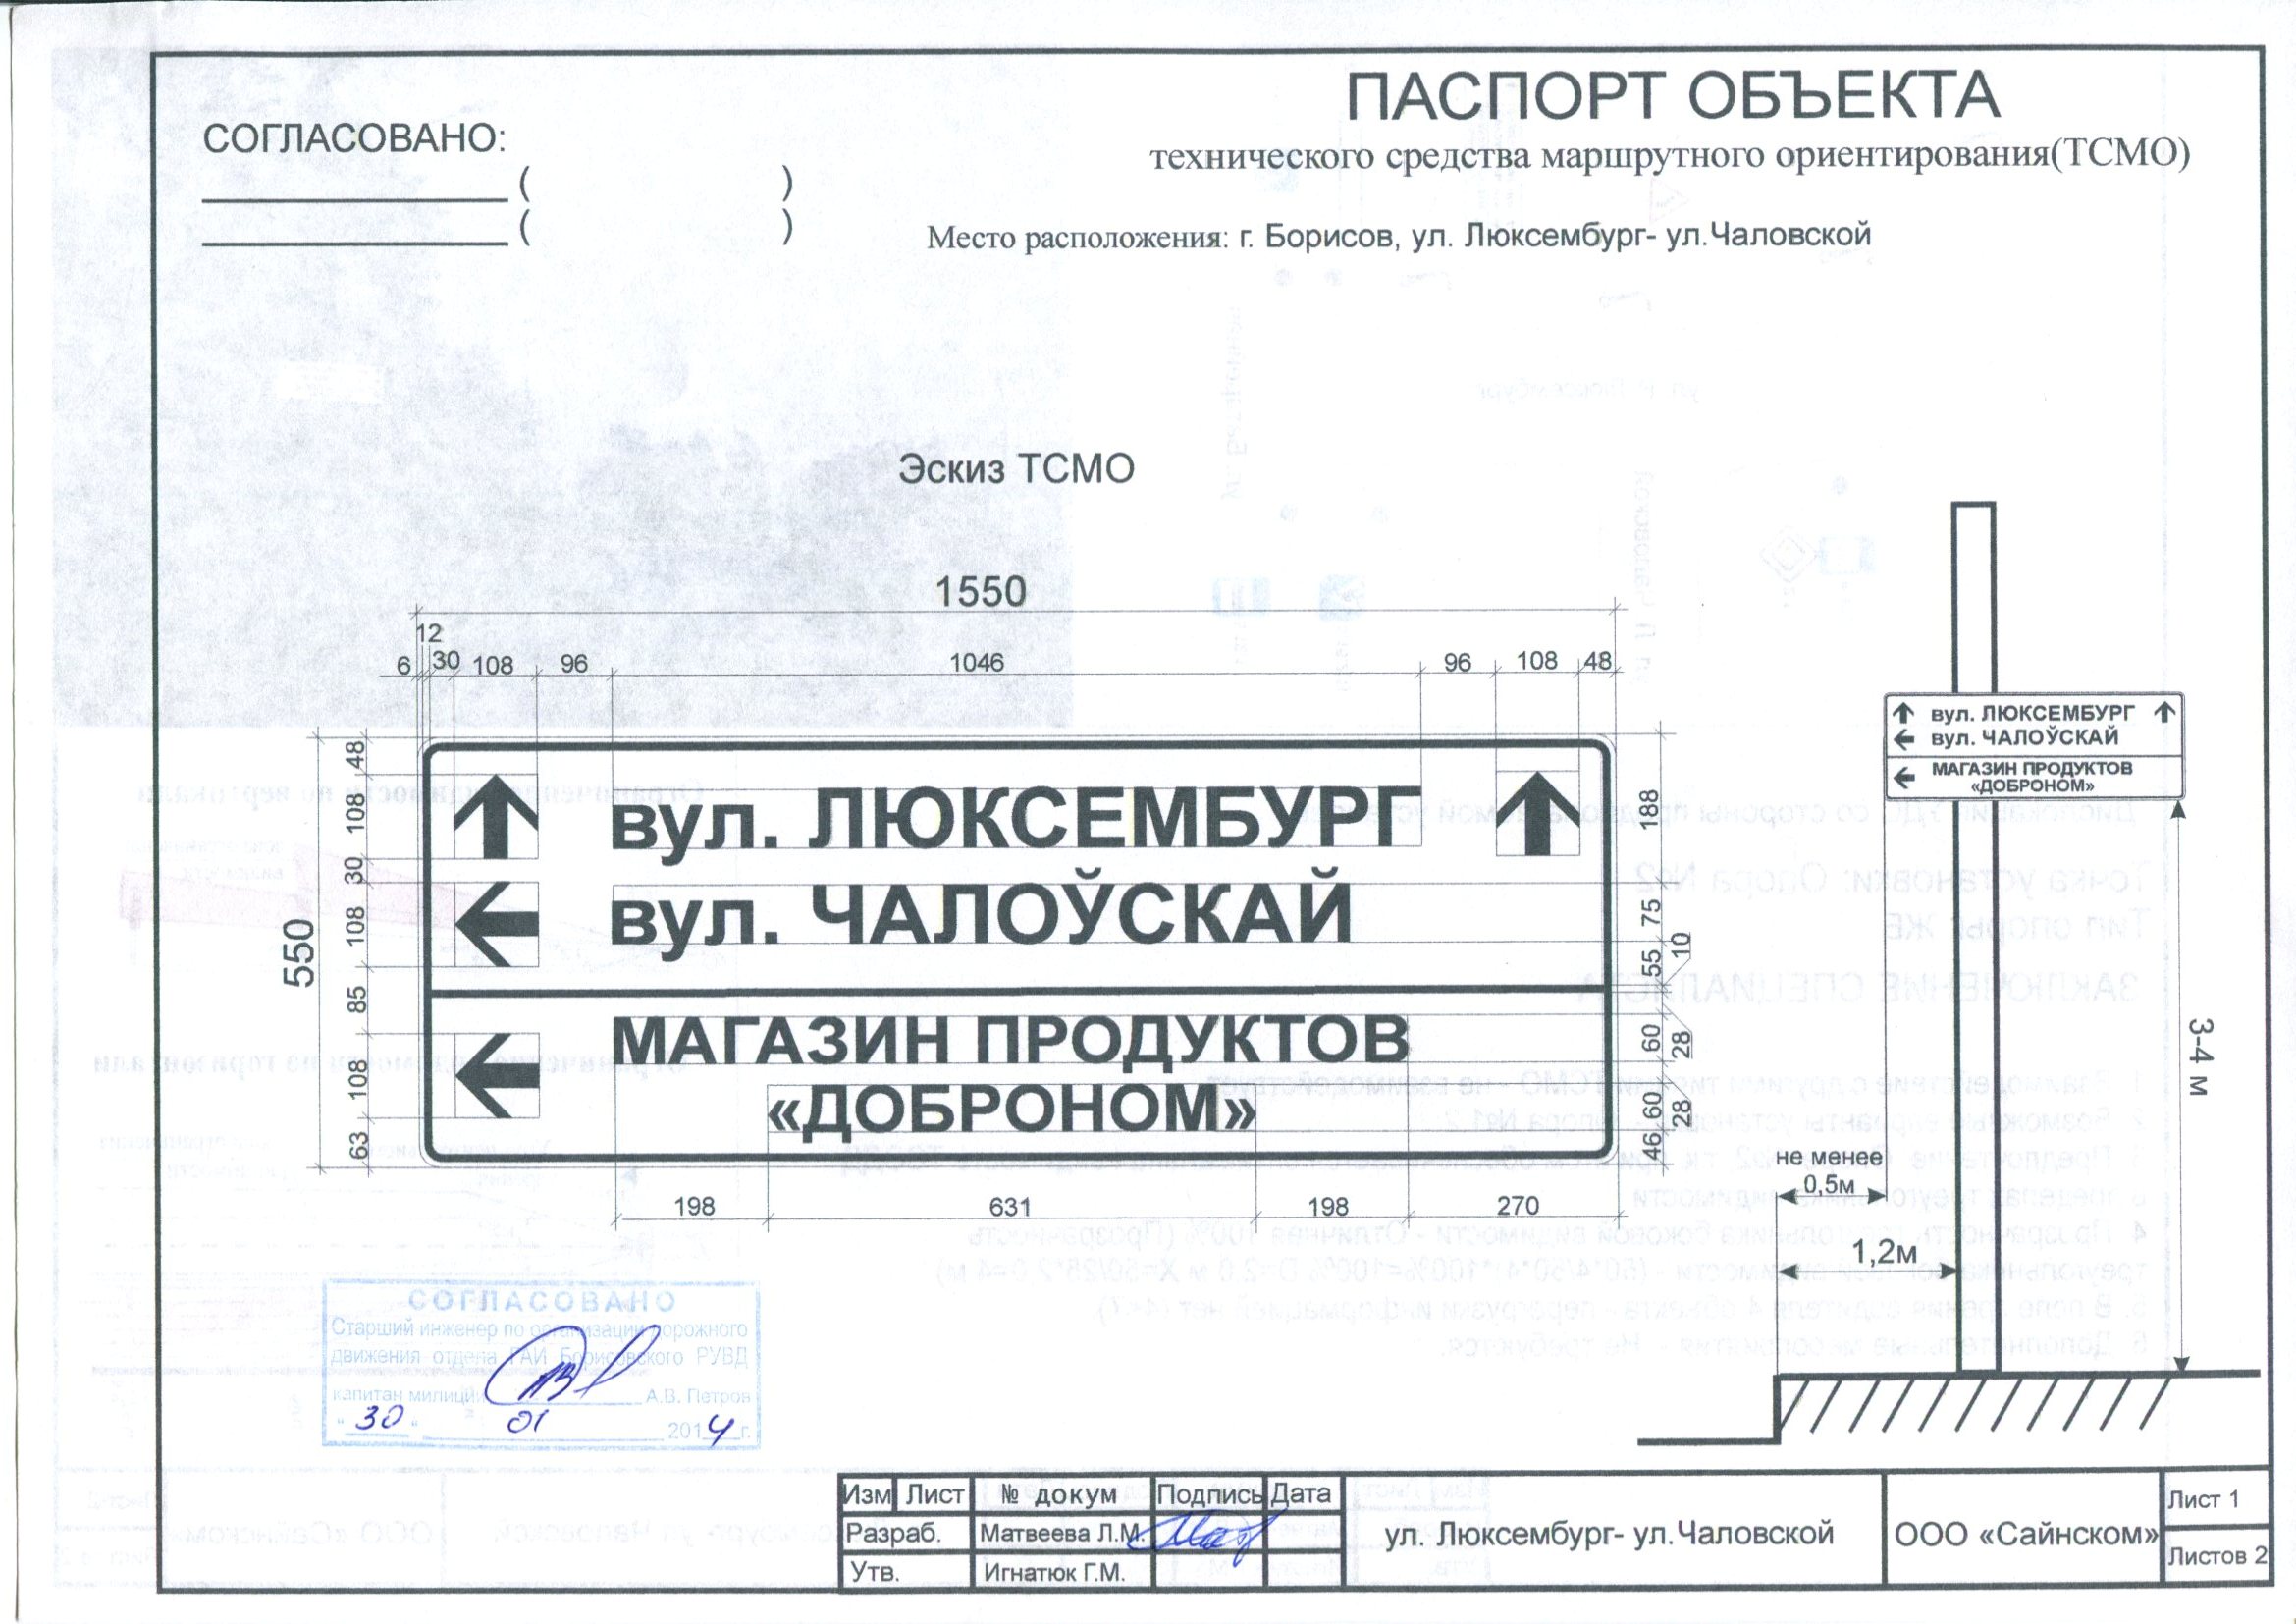 ПАСПОРТ ОБЪЕКТА
технического средства маршрутного ориентирования(ТСМО)
СОГЛАСОВАНО:
( )
( )
Место расположения: г. Борисов, ул. Люксембург- ул.Чаловской
Эскиз ТСМО
1550
12
6 30 108 96 1046 96 108 48
вул. ЛЮКСЕМБУРГ
вул. ЧАЛОЎСКАЙ
МАГАЗИН ПРОДУКТОВ
«ДОБРОНОМ»
550
48 108 30 108 85 108 63
188 75 55 10 60 28 60 28 46
198 631 198 270
вул. ЛЮКСЕМБУРГ
вул. ЧАЛОЎСКАЙ
МАГАЗИН ПРОДУКТОВ
«ДОБРОНОМ»
3-4 м
не менее
0,5м
1,2м
СОГЛАСОВАНО
Старший инженер по организации дорожного
движения отдела ГАИ Борисовского РУВД
капитан милиции А.В. Петров
"30" 01 2014 г.
Изм Лист № докум Подпись Дата
Разраб. Матвеева Л.М.
Утв. Игнатюк Г.М.
ул. Люксембург- ул.Чаловской
ООО «Сайнском»
Лист 1
Листов 2